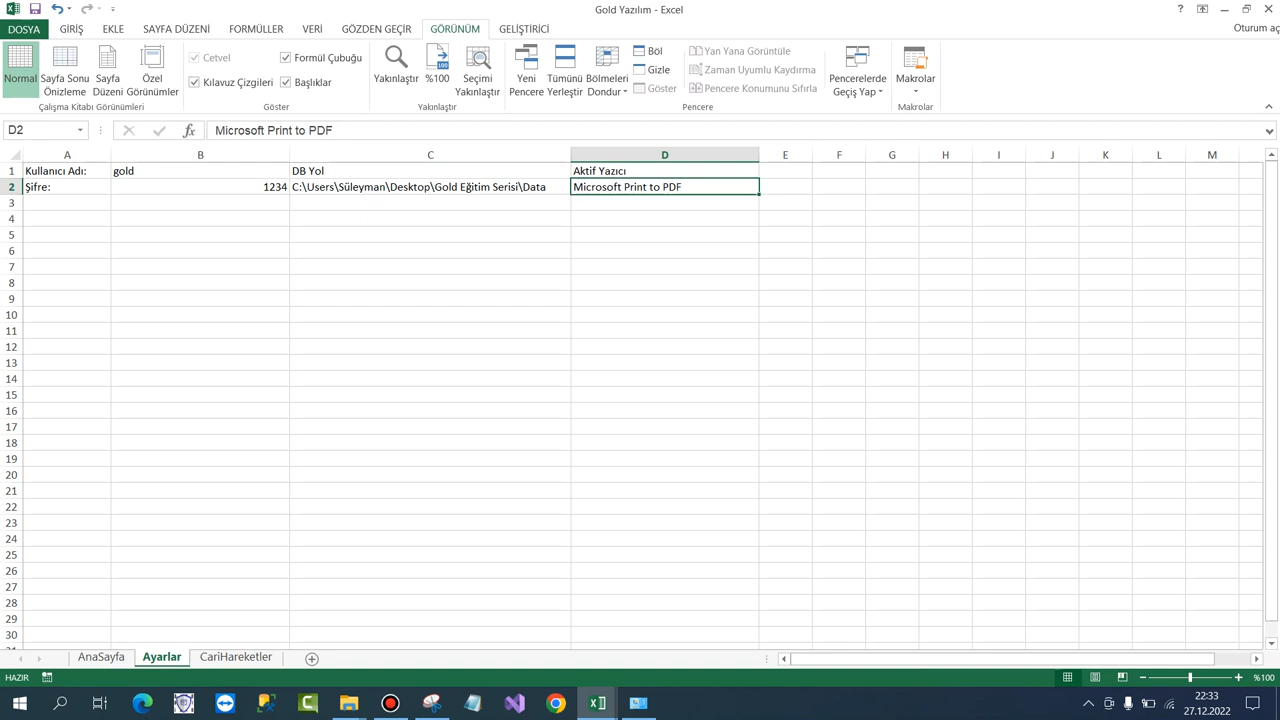 Gold Yazılım - Excel
?
DOSYA GİRİŞ EKLE SAYFA DÜZENİ FORMÜLLER VERİ GÖZDEN GEÇİR GÖRÜNÜM GELİŞTİRİCİ
Oturum aç
Normal
Sayfa Sonu Önizleme
Sayfa Düzeni
Özel Görünümler
Çalışma Kitabı Görünümleri
Cetvel
Formül Çubuğu
Kılavuz Çizgileri
Başlıklar
Göster
Yakınlaştır
100
%100
Seçimi Yakınlaştır
Yakınlaştır
Yeni Pencere
Tümünü Yerleştir
Bölmeleri Dondur
Böl
Gizle
Göster
Yan Yana Görüntüle
Zaman Uyumlu Kaydırma
Pencere Konumunu Sıfırla
Pencerelerde Geçiş Yap
Pencere
Makrolar
Makrolar
D2
fx
Microsoft Print to PDF
A B C D E F G H I J K L M
1 Kullanıcı Adı: gold DB Yol Aktif Yazıcı
2 Şifre: 1234 C:\Users\Süleyman\Desktop\Gold Eğitim Serisi\Data Microsoft Print to PDF
3
4
5
6
7
8
9
10
11
12
13
14
15
16
17
18
19
20
21
22
23
24
25
26
27
28
29
30
AnaSayfa Ayarlar CariHareketler
HAZIR
%100
22:33
27.12.2022